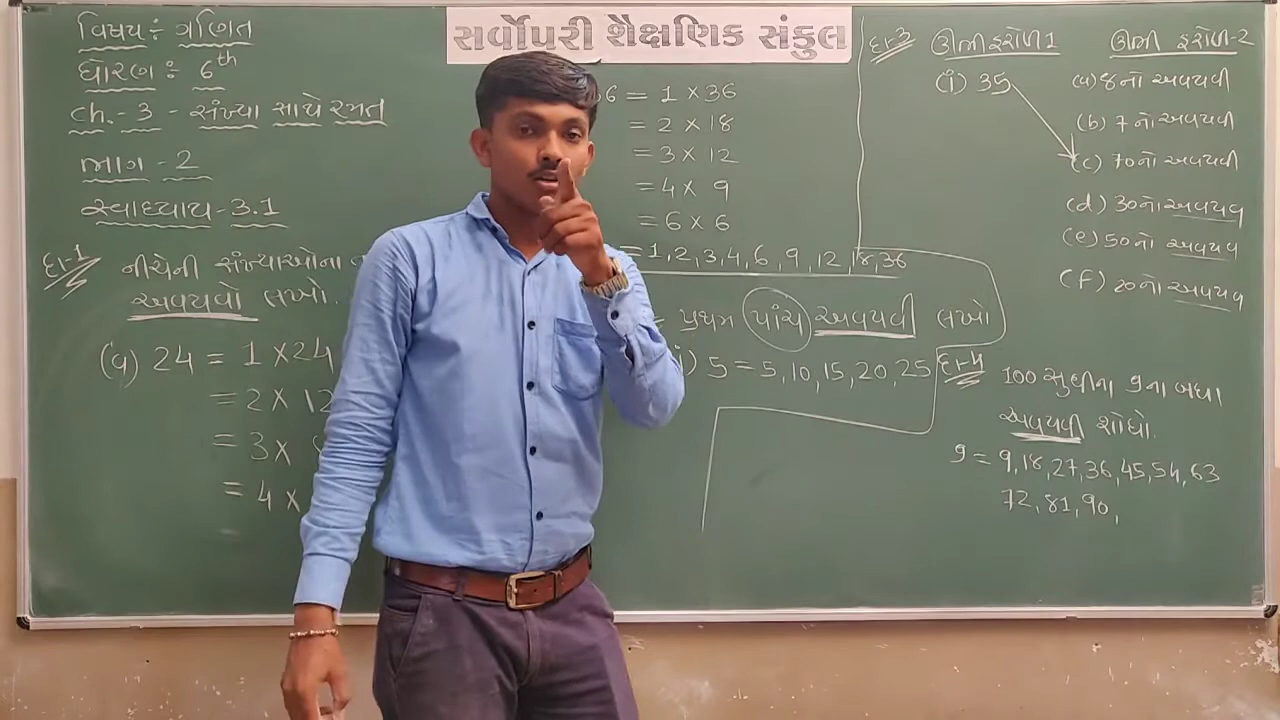 સર્વોપરી શૈક્ષણિક સંકુલ
વિષય : ગણિત
ધોરણ : 6th
ch. - 3 - સંખ્યા સાથે રમત
ભાગ - 2
સ્વાધ્યાય - 3.1
દા-1 નીચેની સંખ્યાઓના
અવયવો લખો.
(a) 24 = 1 × 24
= 2 × 12
= 3 ×
= 4 ×
6 = 1 × 36
= 2 × 18
= 3 × 12
= 4 × 9
= 6 × 6
= 1, 2, 3, 4, 6, 9, 12, 18, 36
પ્રથમ પાંચ અવયવી લખો
5 = 5, 10, 15, 20, 25
દા-3 ઊભી હરોળ 1 ઊભી હરોળ-2
(i) 35 (a) 8નો અવયવી
(b) 7નો અવયવી
(c) 70નો અવયવી
(d) 30નો અવયવ
(e) 50નો અવયવ
(f) 20નો અવયવ
દા-4 100 સુધીના 9ના બધા
અવયવી શોધો.
9 = 9, 18, 27, 36, 45, 54, 63
72, 81, 90,